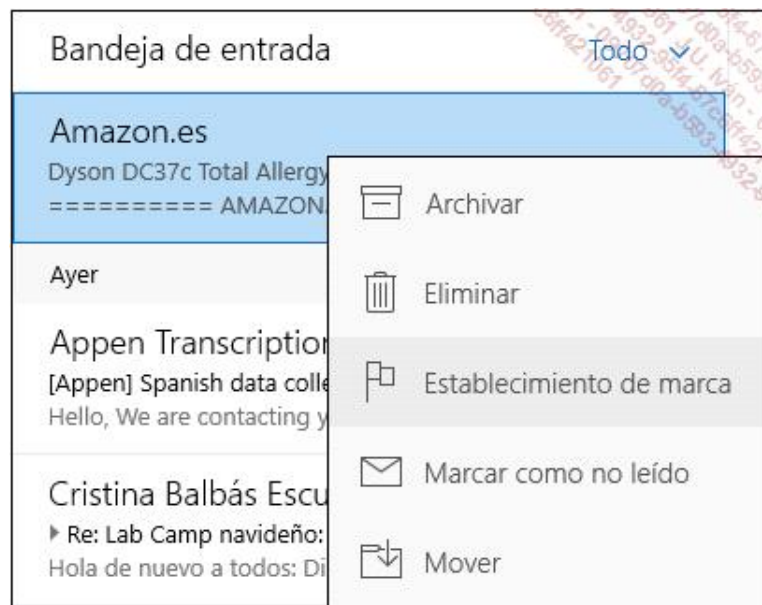 Bandeja de entrada
Todo
Amazon.es
Dyson DC37c Total Allergy
========== AMAZON.
Archivar
Ayer
Eliminar
Appen Transcription
[Appen] Spanish data colle
Hello, We are contacting y
Establecimiento de marca
Cristina Balbás Escu
Re: Lab Camp navideño:
Hola de nuevo a todos: Di
Marcar como no leído
Mover